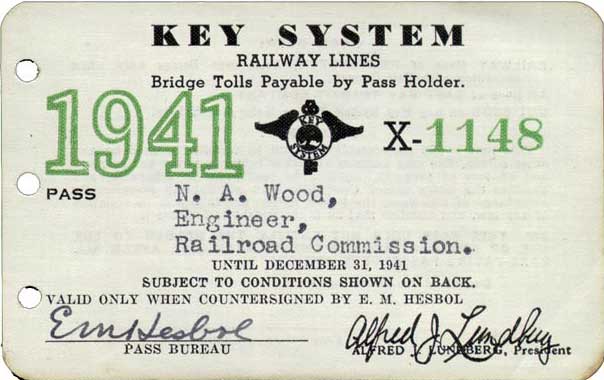 KEY SYSTEM
RAILWAY LINES
Bridge Tolls Payable by Pass Holder.
1941
KEY
SYSTEM
X-1148
PASS
N. A. Wood,
Engineer,
Railroad Commission.
UNTIL DECEMBER 31, 1941
SUBJECT TO CONDITIONS SHOWN ON BACK.
VALID ONLY WHEN COUNTERSIGNED BY E. M. HESBOL
E M Hesbol
Alfred J. Lundberg
PASS BUREAU
ALFRED J. LUNDBERG, President